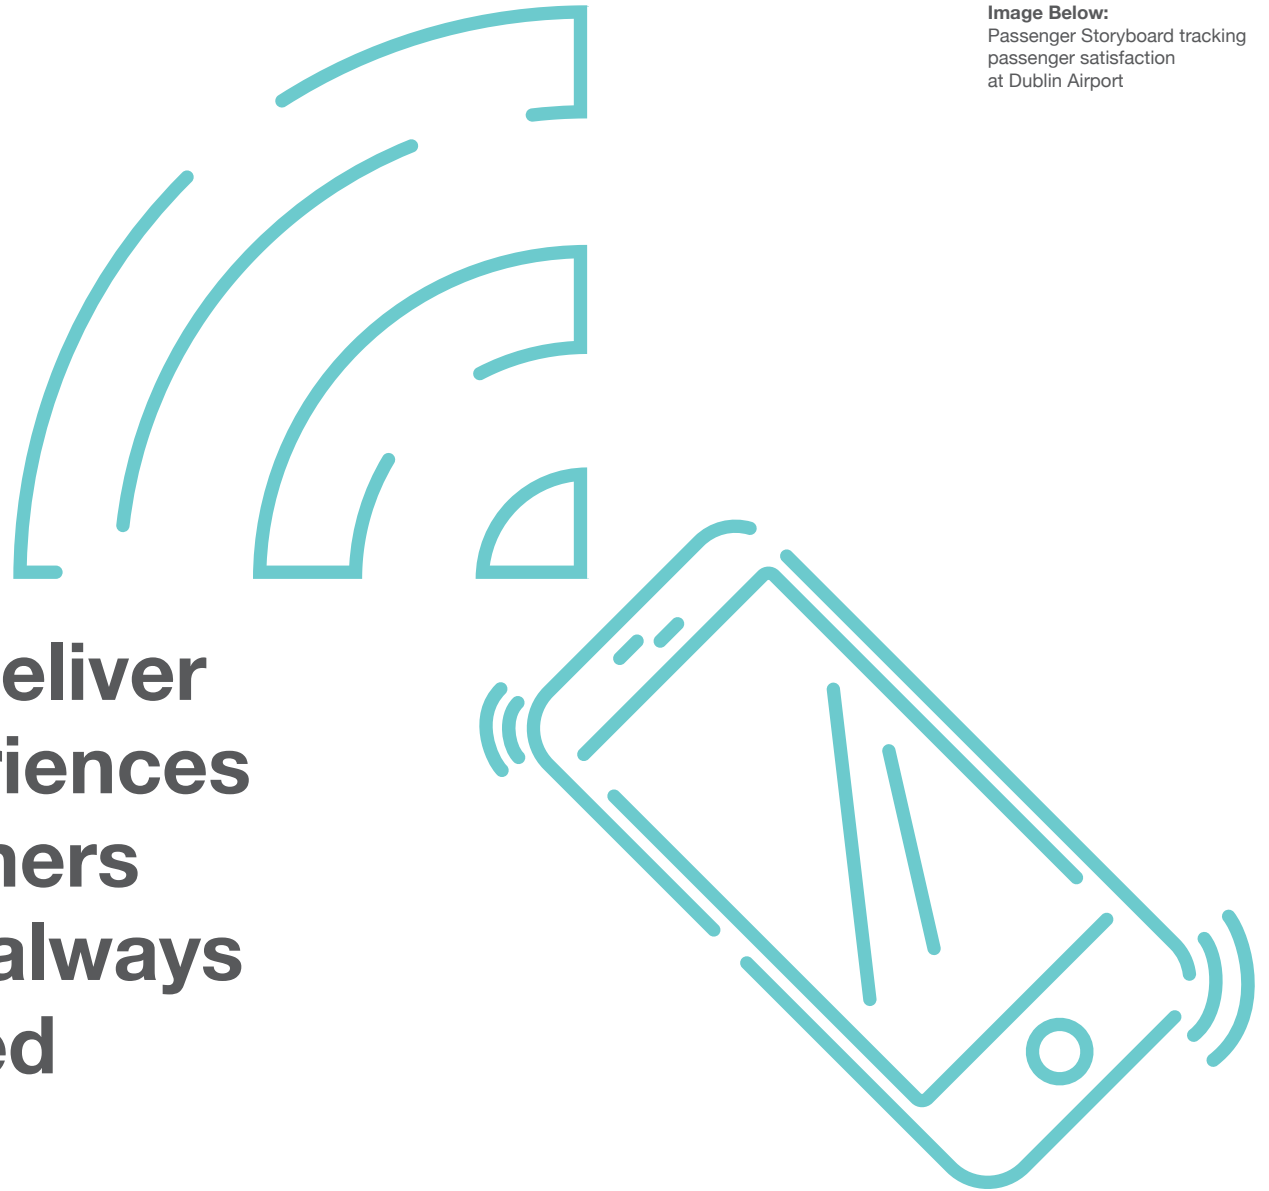 Image Below:
Passenger Storyboard tracking
passenger satisfaction
at Dublin Airport
eliver
riences
ners
always
ed